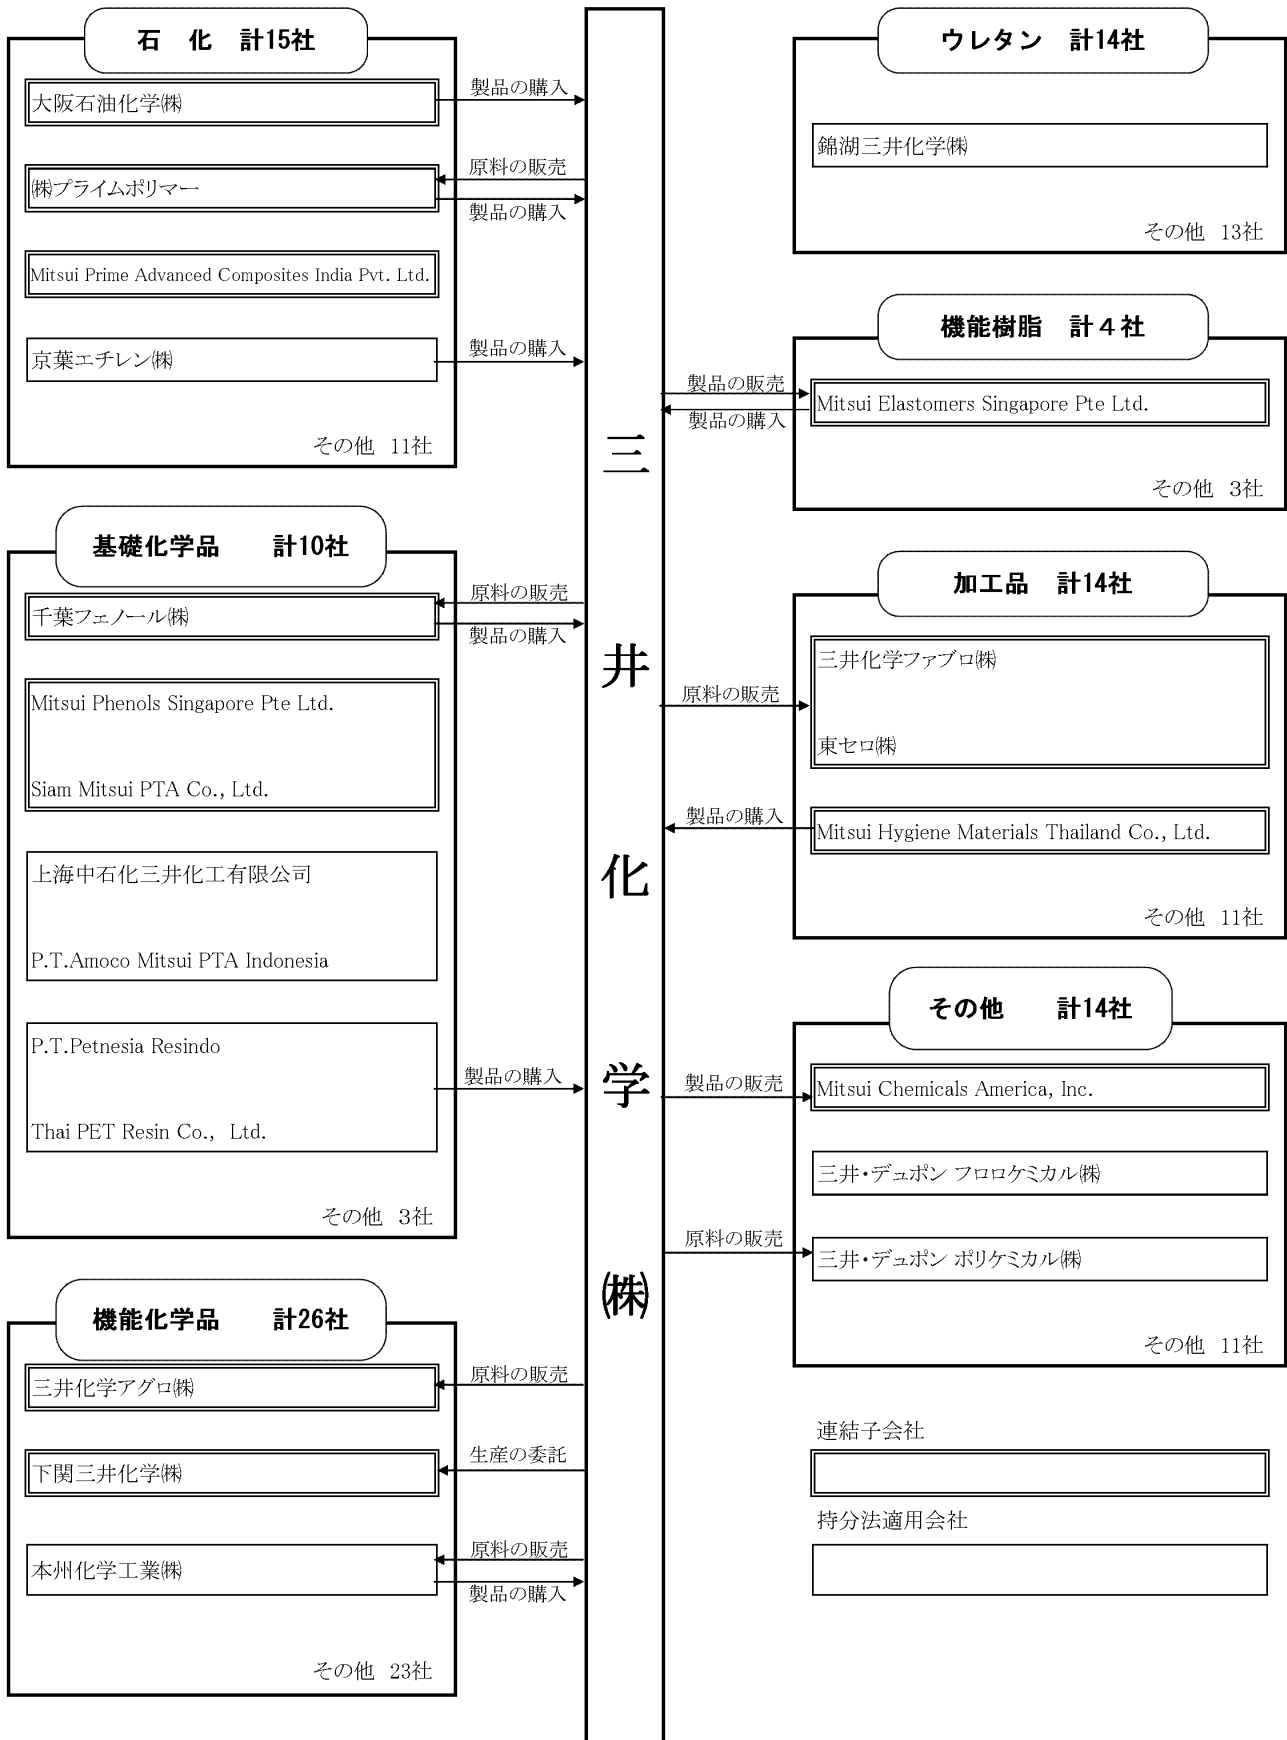 石　化　計15社
大阪石油化学㈱
製品の購入
㈱プライムポリマー
原料の販売
製品の購入
Mitsui Prime Advanced Composites India Pvt. Ltd.
京葉エチレン㈱
製品の購入
その他　11社
基礎化学品　　計10社
千葉フェノール㈱
原料の販売
製品の購入
Mitsui Phenols Singapore Pte Ltd.
Siam Mitsui PTA Co., Ltd.
上海中石化三井化工有限公司
P.T.Amoco Mitsui PTA Indonesia
P.T.Petnesia Resindo
製品の購入
Thai PET Resin Co., Ltd.
その他　3社
機能化学品　　計26社
三井化学アグロ㈱
原料の販売
下関三井化学㈱
生産の委託
本州化学工業㈱
原料の販売
製品の購入
その他　23社
三
井
化
学
㈱
ウレタン　計14社
錦湖三井化学㈱
その他　13社
機能樹脂　計４社
製品の販売
製品の購入
Mitsui Elastomers Singapore Pte Ltd.
その他　3社
加工品　計14社
三井化学ファブロ㈱
原料の販売
東セロ㈱
製品の購入
Mitsui Hygiene Materials Thailand Co., Ltd.
その他　11社
その他　　計14社
製品の販売
Mitsui Chemicals America, Inc.
三井・デュポン フロロケミカル㈱
原料の販売
三井・デュポン ポリケミカル㈱
その他　11社
連結子会社
持分法適用会社